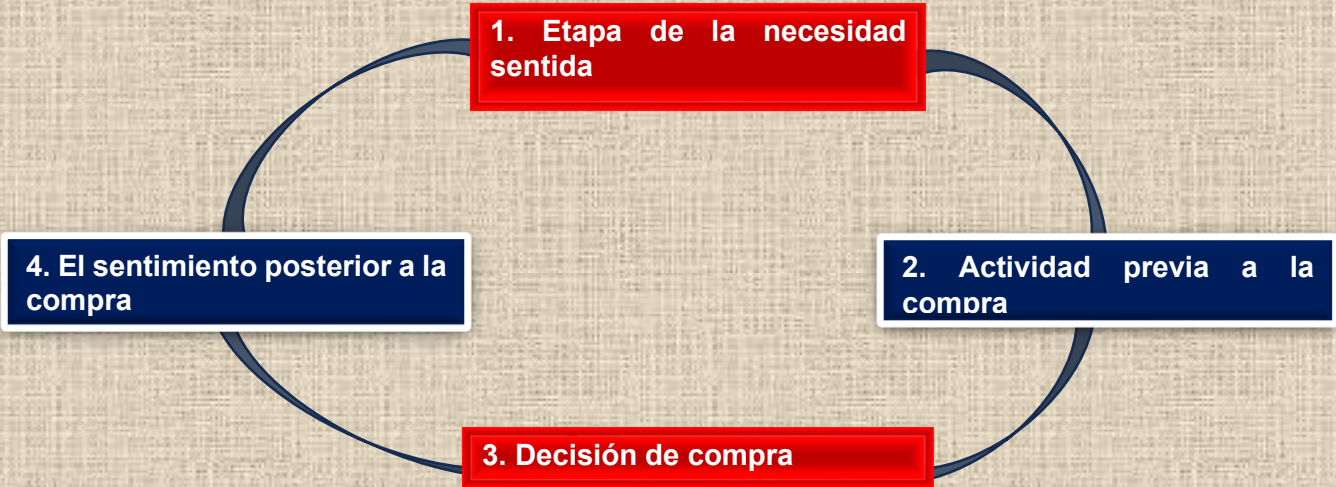 1. Etapa de la necesidad
sentida
2. Actividad previa a la
compra
3. Decisión de compra
4. El sentimiento posterior a la
compra